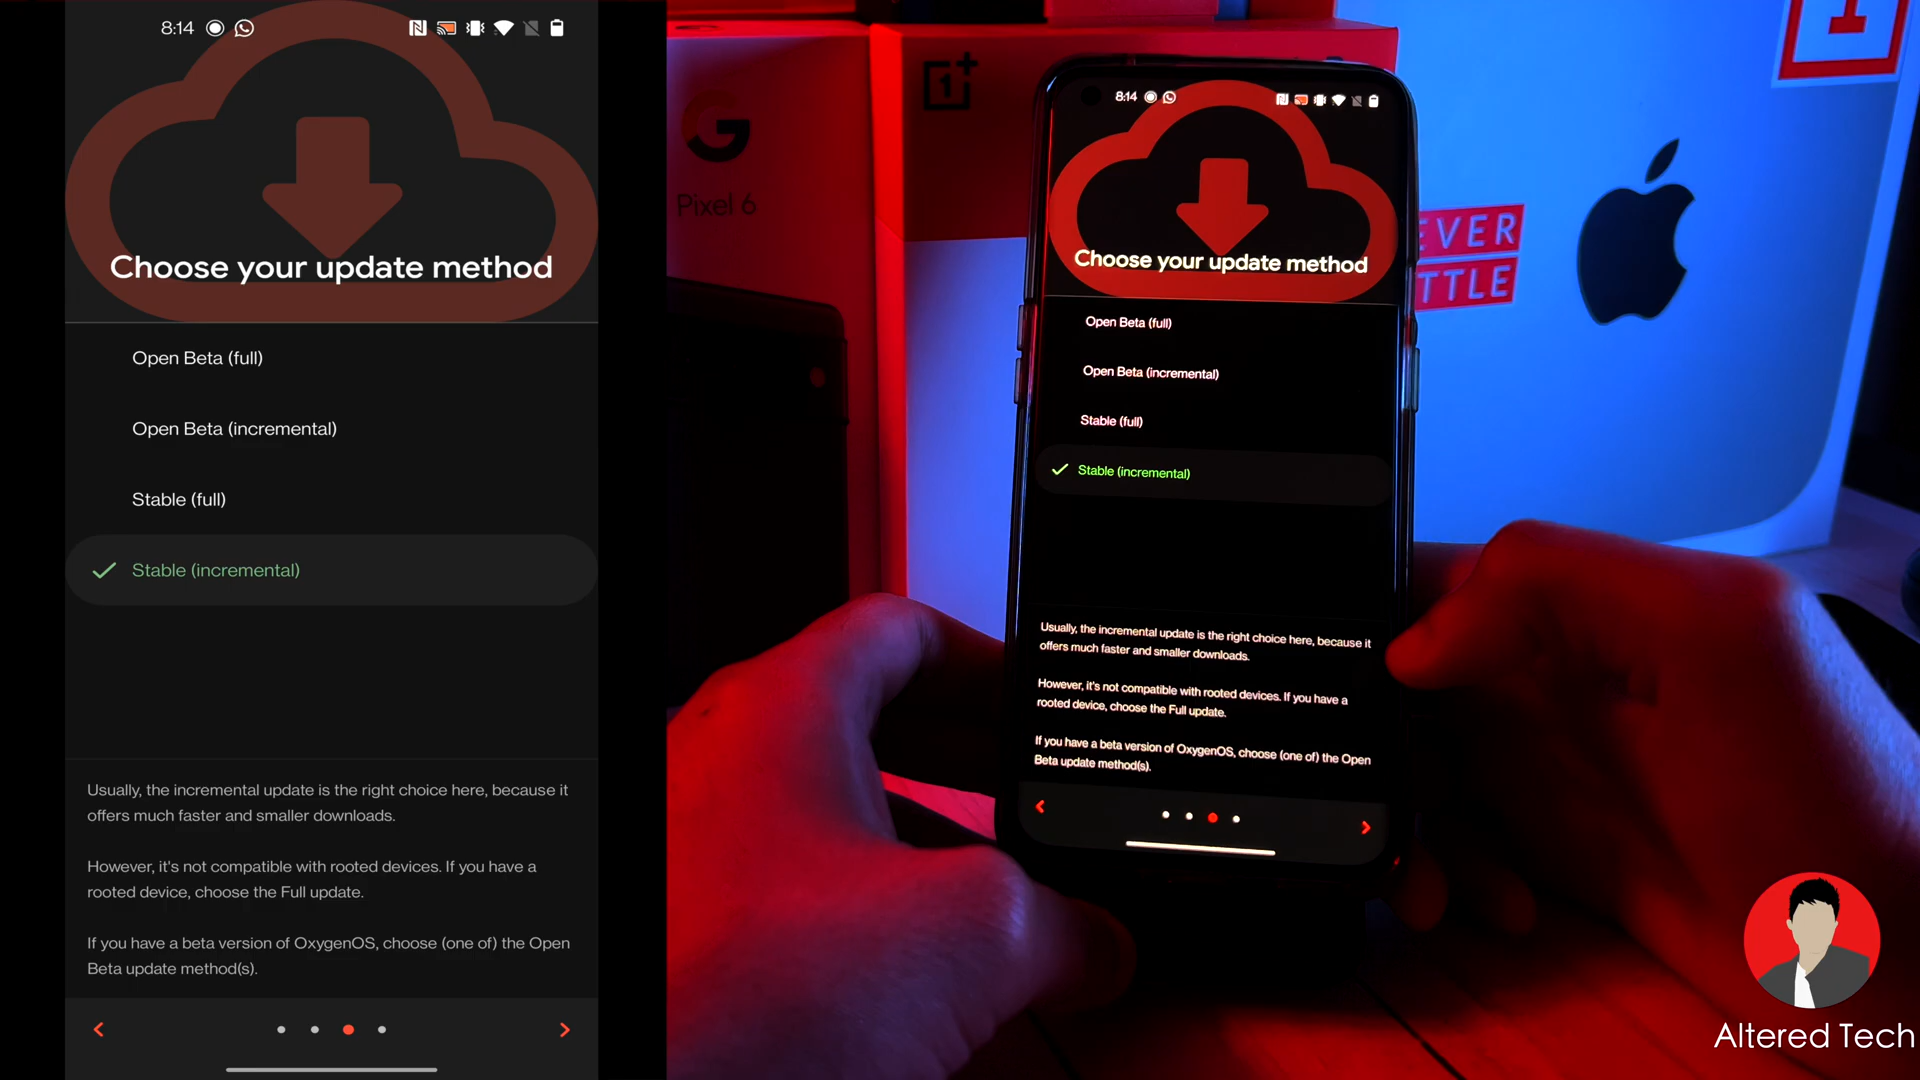 8:14
Choose your update method
Open Beta (full)
Open Beta (incremental)
Stable (full)
Stable (incremental)
Usually, the incremental update is the right choice here, because it
offers much faster and smaller downloads.
However, it's not compatible with rooted devices. If you have a
rooted device, choose the Full update.
If you have a beta version of OxygenOS, choose (one of) the Open
Beta update method(s).
G
Pixel 6
1+
8:14
Choose your update method
Open Beta (full)
Open Beta (incremental)
Stable (full)
Stable (incremental)
Usually, the incremental update is the right choice here, because it
offers much faster and smaller downloads.
However, it's not compatible with rooted devices. If you have a
rooted device, choose the Full update.
If you have a beta version of OxygenOS, choose (one of) the Open
Beta update method(s).
EVER
TTLE
1
Altered Tech